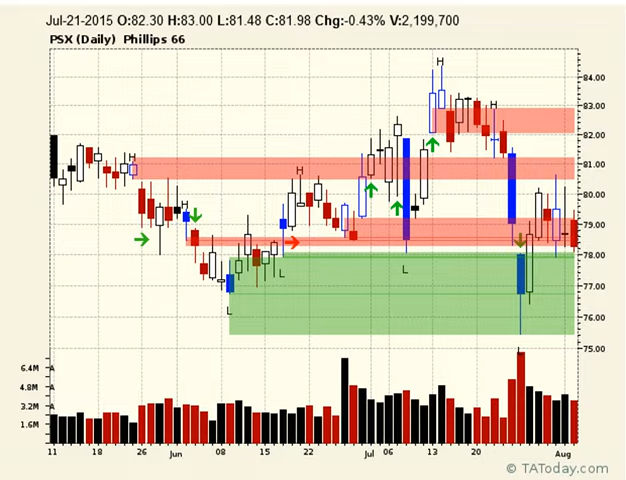 Jul-21-2015 O:82.30 H:83.00 L:81.48 C:81.98 Chg:-0.43% V:2,199,700
PSX (Daily) Phillips 66
H
84.00
H
83.00
82.00
H
81.00
H
80.00
H
79.00
78.00
L
L
77.00
L
76.00
75.00
L
6.4M
4.8M
3.2M
1.6M
11 18 26 Jun 08 15 22 Jul 06 13 20 Aug
© TAToday.com